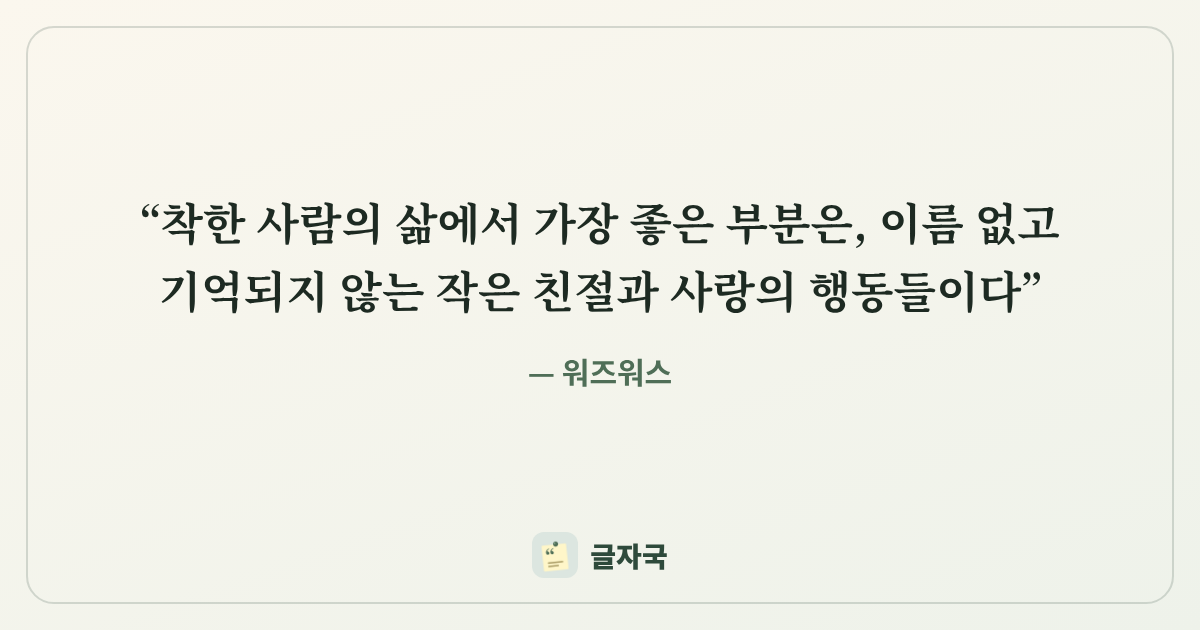 “착한 사람의 삶에서 가장 좋은 부분은, 이름 없고
기억되지 않는 작은 친절과 사랑의 행동들이다”
— 워즈워스
글자국